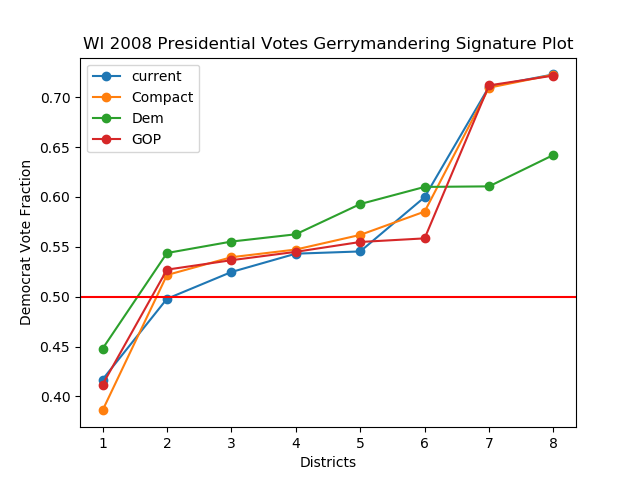 WI 2008 Presidential Votes Gerrymandering Signature Plot
current
Compact
Dem
GOP
Democrat Vote Fraction
0.70
0.65
0.60
0.55
0.50
0.45
0.40
1 2 3 4 5 6 7 8
Districts